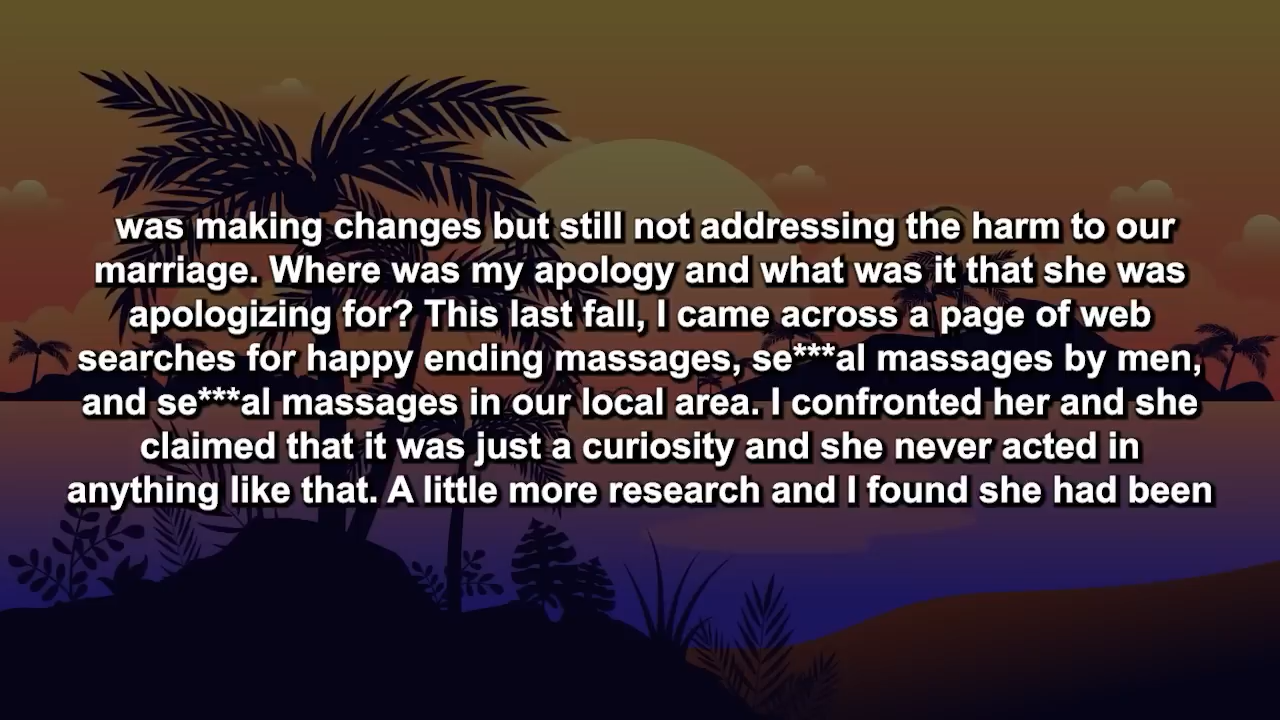 was making changes but still not addressing the harm to our
marriage. Where was my apology and what was it that she was
apologizing for? This last fall, I came across a page of web
searches for happy ending massages, se***al massages by men,
and se***al massages in our local area. I confronted her and she
claimed that it was just a curiosity and she never acted in
anything like that. A little more research and I found she had been